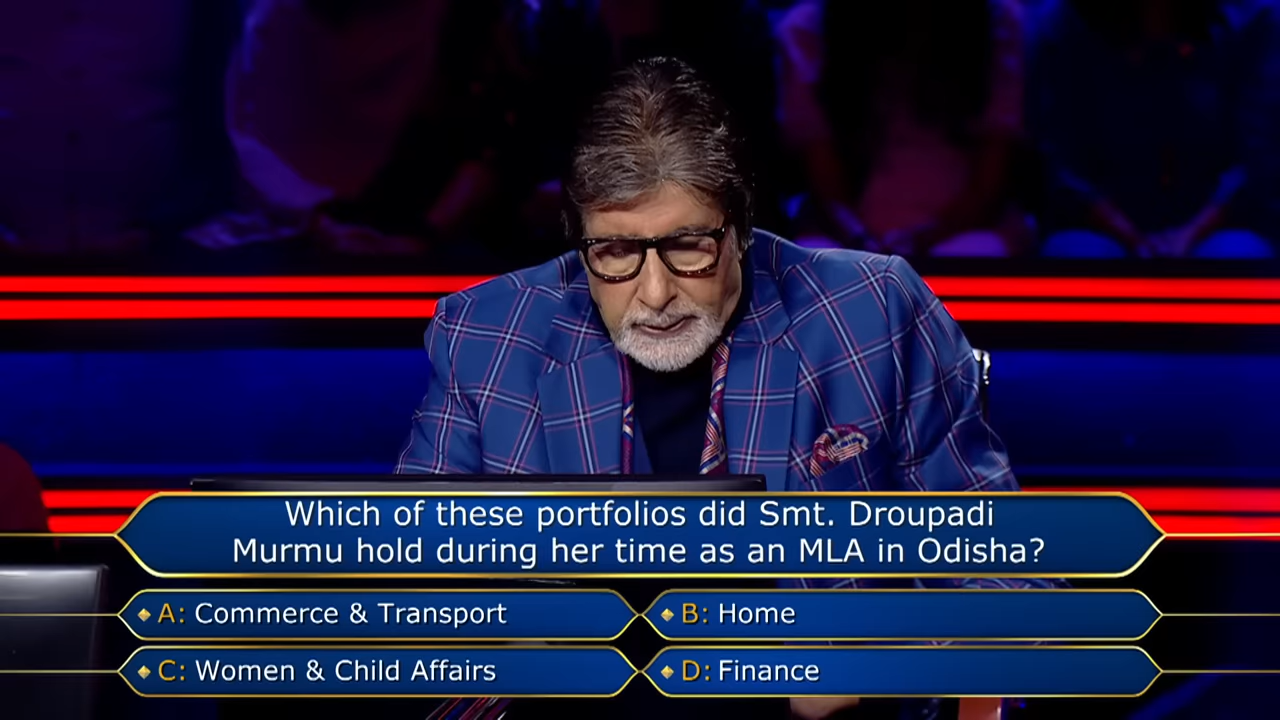 Which of these portfolios did Smt. Droupadi
Murmu hold during her time as an MLA in Odisha?
A: Commerce & Transport
B: Home
C: Women & Child Affairs
D: Finance